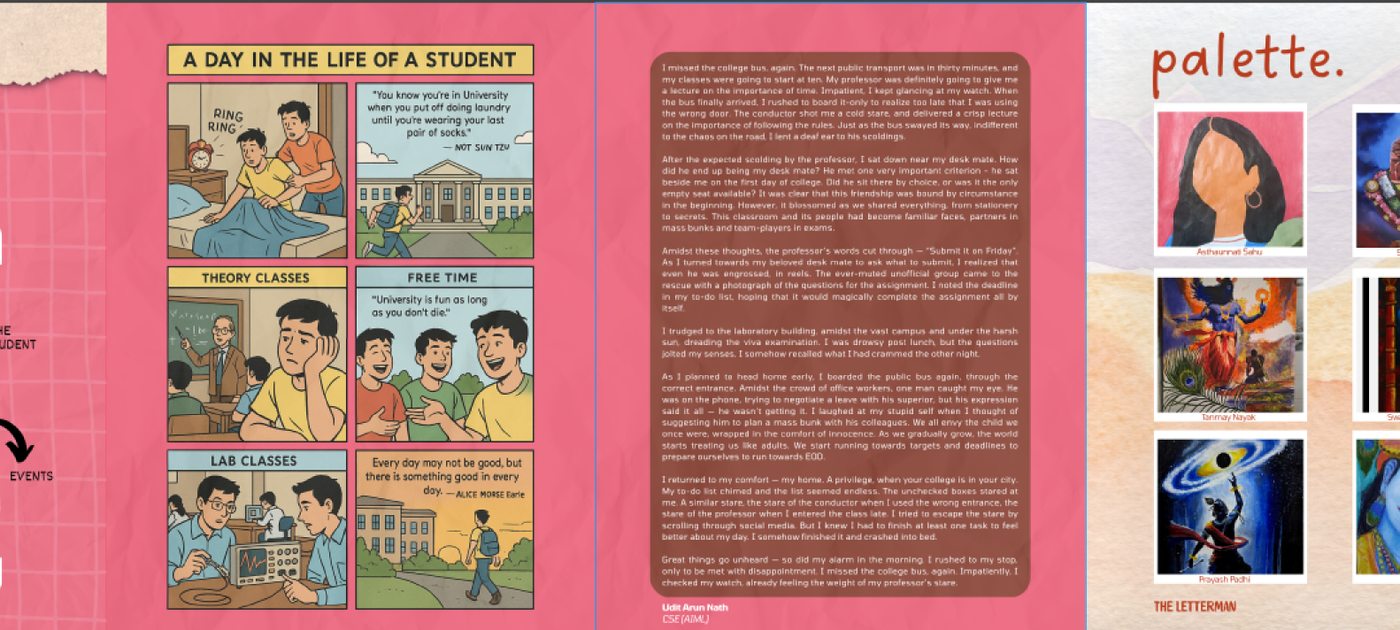 HE
UDENT
EVENTS
A DAY IN THE LIFE OF A STUDENT
RING
RING
"You know you're in University
when you put off doing laundry
until you're wearing your last
pair of socks."
— NOT SUN TZU
THEORY CLASSES
FREE TIME
"University is fun as long
as you don't die."
LAB CLASSES
Every day may not be good, but
there is something good in every
day. —ALICE MORSE Earle
I missed the college bus, again. The next public transport was in thirty minutes, and
my classes were going to start at ten. My professor was definitely going to give me
a lecture on the importance of time. Impatient, I kept glancing at my watch. When
the bus finally arrived, I rushed to board it-only to realize too late that I was using
the wrong door. The conductor shot me a cold stare, and delivered a crisp lecture
on the importance of following the rules. Just as the bus swayed its way, indifferent
to the chaos on the road, I lent a deaf ear to his scoldings.
After the expected scolding by the professor, I sat down near my desk mate. How
did he end up being my desk mate? He met one very important criterion - he sat
beside me on the first day of college. Did he sit there by choice, or was it the only
empty seat available? It was clear that this friendship was bound by circumstance
in the beginning. However, it blossomed as we shared everything, from stationery
to secrets. This classroom and its people had become familiar faces, partners in
mass bunks and team-players in exams.
Amidst these thoughts, the professor's words cut through — "Submit it on Friday".
As I turned towards my beloved desk mate to ask what to submit, I realized that
even he was engrossed, in reels. The ever-muted unofficial group came to the
rescue with a photograph of the questions for the assignment. I noted the deadline
in my to-do list, hoping that it would magically complete the assignment all by
itself.
I trudged to the laboratory building, amidst the vast campus and under the harsh
sun, dreading the viva examination. I was drowsy post lunch, but the questions
jolted my senses. I somehow recalled what I had crammed the other night.
As I planned to head home early, I boarded the public bus again, through the
correct entrance. Amidst the crowd of office workers, one man caught my eye. He
was on the phone, trying to negotiate a leave with his superior, but his expression
said it all — he wasn't getting it. I laughed at my stupid self when I thought of
suggesting him to plan a mass bunk with his colleagues. We all envy the child we
once were, wrapped in the comfort of innocence. As we gradually grow, the world
starts treating us like adults. We start running towards targets and deadlines to
prepare ourselves to run towards EOD.
I returned to my comfort — my home. A privilege, when your college is in your city.
My to-do list chimed and the list seemed endless. The unchecked boxes stared at
me. A similar stare, the stare of the conductor when I used the wrong entrance, the
stare of the professor when I entered the class late. I tried to escape the stare by
scrolling through social media. But I knew I had to finish at least one task to feel
better about my day. I somehow finished it and crashed into bed.
Great things go unheard — so did my alarm in the morning. I rushed to my stop,
only to be met with disappointment. I missed the college bus, again. Impatiently, I
checked my watch, already feeling the weight of my professor's stare.
Udit Arun Nath
CSE(AIML)
palette.
Asthaunnati Sahu
Tanmay Nayak
Prayash Padhi
THE LETTERMAN